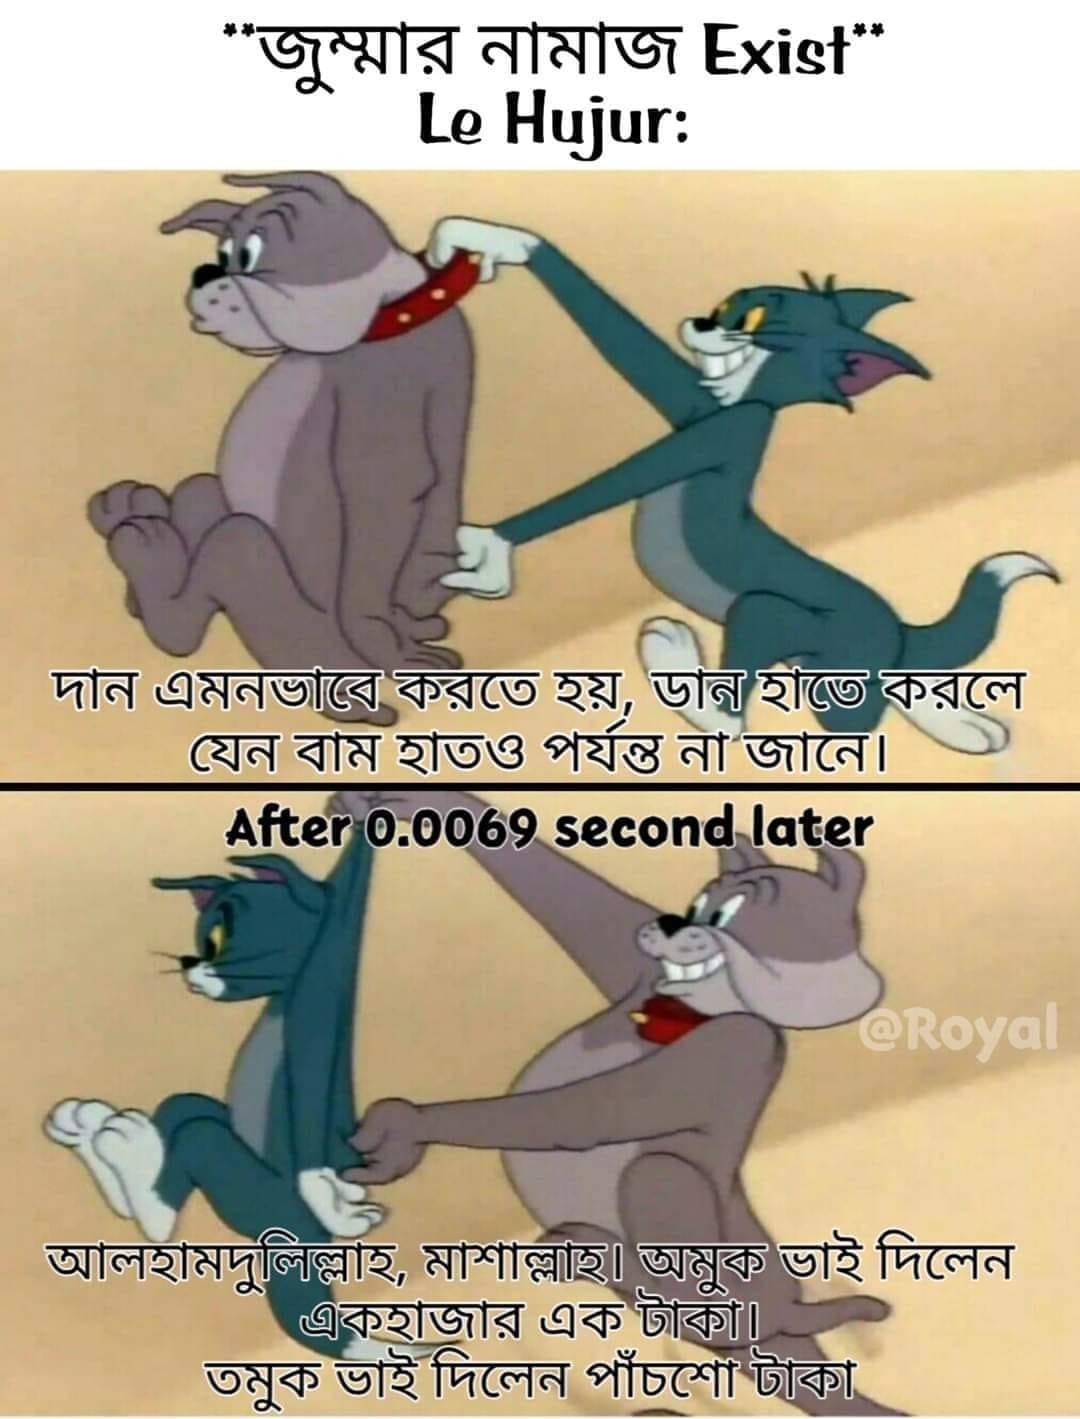 **জুম্মার নামাজ Exist**
Le Hujur:
দান এমনভাবে করতে হয়, ডান হাতে করলে
যেন বাম হাতও পর্যন্ত না জানে।
After 0.0069 second later
@Royal
আলহামদুলিল্লাহ, মাশাল্লাহ। অমুক ভাই দিলেন
একহাজার এক টাকা।
তমুক ভাই দিলেন পাঁচশো টাকা